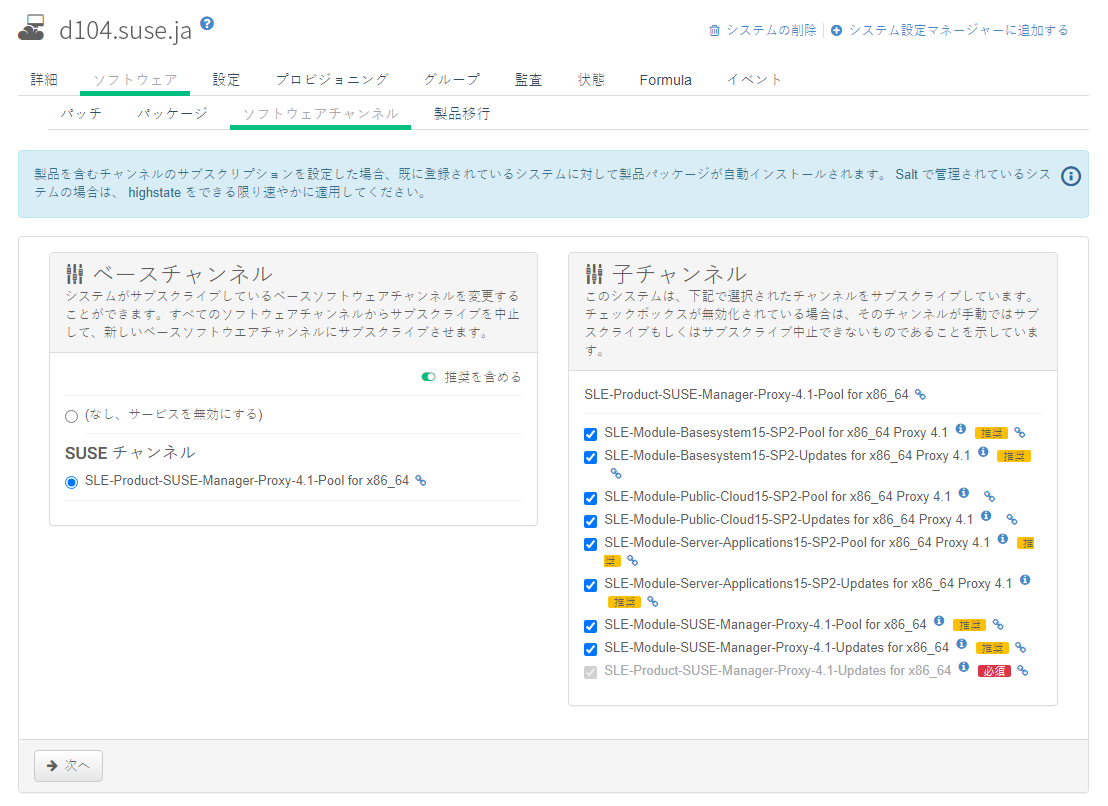 d104.suse.ja
システムの削除 システム設定マネージャーに追加する
詳細 ソフトウェア 設定 プロビジョニング グループ 監査 状態 Formula イベント
パッチ パッケージ ソフトウェアチャンネル 製品移行
製品を含むチャンネルのサブスクリプションを設定した場合、既に登録されているシステムに対して製品パッケージが自動インストールされます。 Salt で管理されているシス
テムの場合は、 highstate をできる限り速やかに適用してください。
ベースチャンネル
システムがサブスクライブしているベースソフトウェアチャンネルを変更する
ことができます。すべてのソフトウェアチャンネルからサブスクライブを中止
して、新しいベースソフトウエアチャンネルにサブスクライブさせます。
推奨を含める
(なし、サービスを無効にする)
SUSE チャンネル
SLE-Product-SUSE-Manager-Proxy-4.1-Pool for x86_64
子チャンネル
このシステムは、下記で選択されたチャンネルをサブスクライブしています。
チェックボックスが無効化されている場合は、そのチャンネルが手動ではサブ
スクライブもしくはサブスクライブ中止できないものであることを示していま
す。
SLE-Product-SUSE-Manager-Proxy-4.1-Pool for x86_64
SLE-Module-Basesystem15-SP2-Pool for x86_64 Proxy 4.1 推奨
SLE-Module-Basesystem15-SP2-Updates for x86_64 Proxy 4.1 推奨
SLE-Module-Public-Cloud15-SP2-Pool for x86_64 Proxy 4.1
SLE-Module-Public-Cloud15-SP2-Updates for x86_64 Proxy 4.1
SLE-Module-Server-Applications15-SP2-Pool for x86_64 Proxy 4.1 推
奨
SLE-Module-Server-Applications15-SP2-Updates for x86_64 Proxy 4.1
推奨
SLE-Module-SUSE-Manager-Proxy-4.1-Pool for x86_64 推奨
SLE-Module-SUSE-Manager-Proxy-4.1-Updates for x86_64 推奨
SLE-Product-SUSE-Manager-Proxy-4.1-Updates for x86_64 必須
次へ